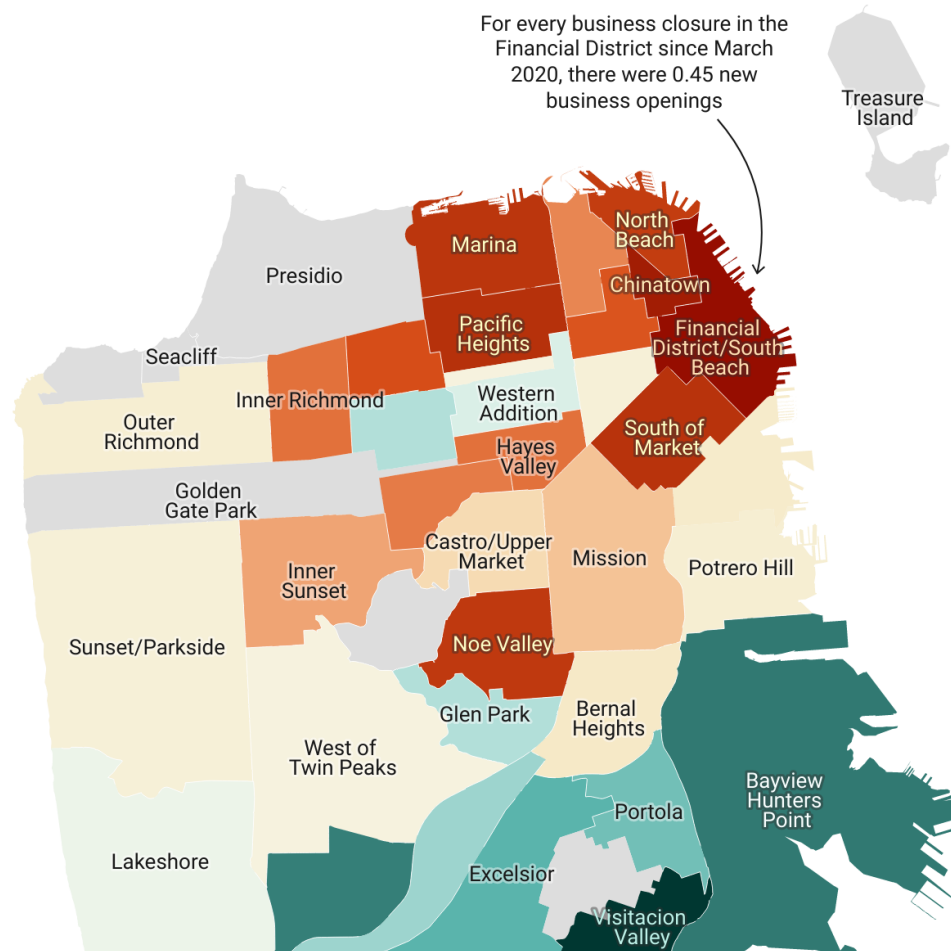 For every business closure in the
Financial District since March
2020, there were 0.45 new
business openings
Treasure
Island
North
Beach
Marina
Presidio
Chinatown
Pacific
Heights
Financial
District/South
Beach
Seacliff
Inner Richmond
Western
Addition
Outer
Richmond
South of
Market
Hayes
Valley
Golden
Gate Park
Castro/Upper
Market
Mission
Potrero Hill
Inner
Sunset
Sunset/Parkside
Noe Valley
Glen Park
Bernal
Heights
West of
Twin Peaks
Bayview
Hunters
Point
Portola
Lakeshore
Excelsior
Visitacion
Valley